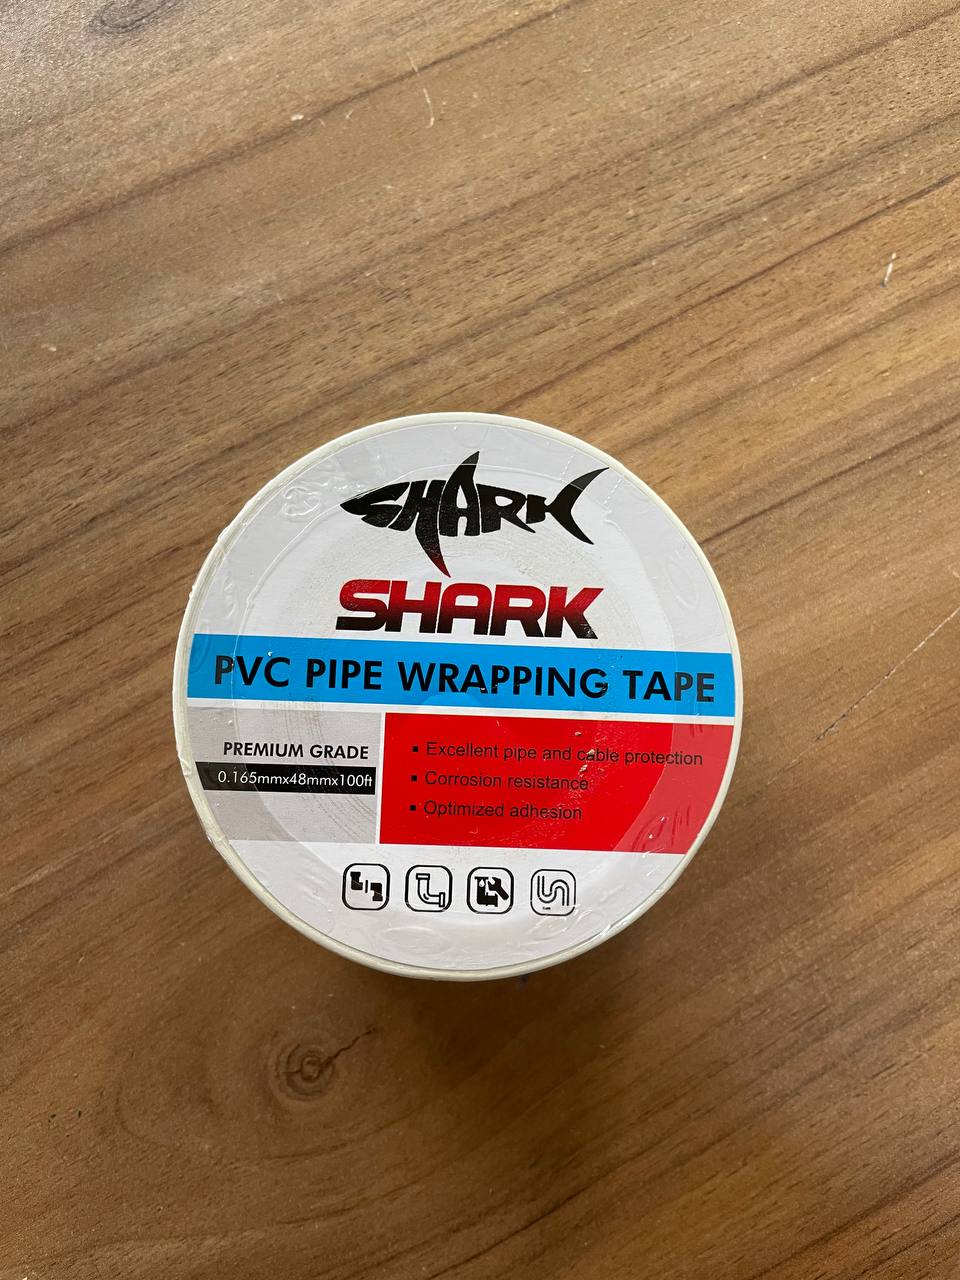 SHARK
SHARK
PVC PIPE WRAPPING TAPE
PREMIUM GRADE
0.165mmx48mmx100ft
▪ Excellent pipe and cable protection
▪ Corrosion resistance
▪ Optimized adhesion